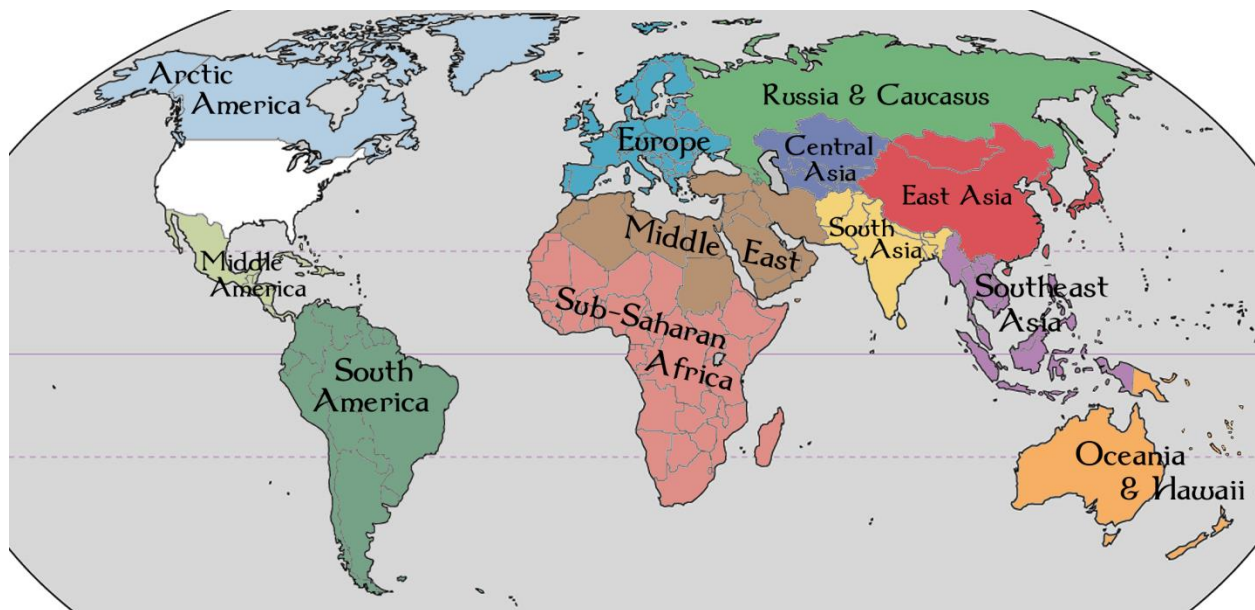 Arctic
America
Russia & Caucasus
Europe
Central
Asia
East Asia
Middle
East
South
Asia
Middle
America
Southeast
Asia
Sub-Saharan
Africa
South
America
Oceania
& Hawaii